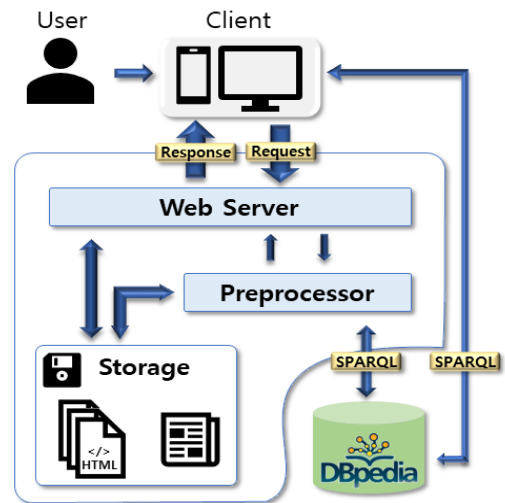 User
Client
Response
Request
Web Server
Preprocessor
Storage
SPARQL
SPARQL
</>
HTML
DBpedia